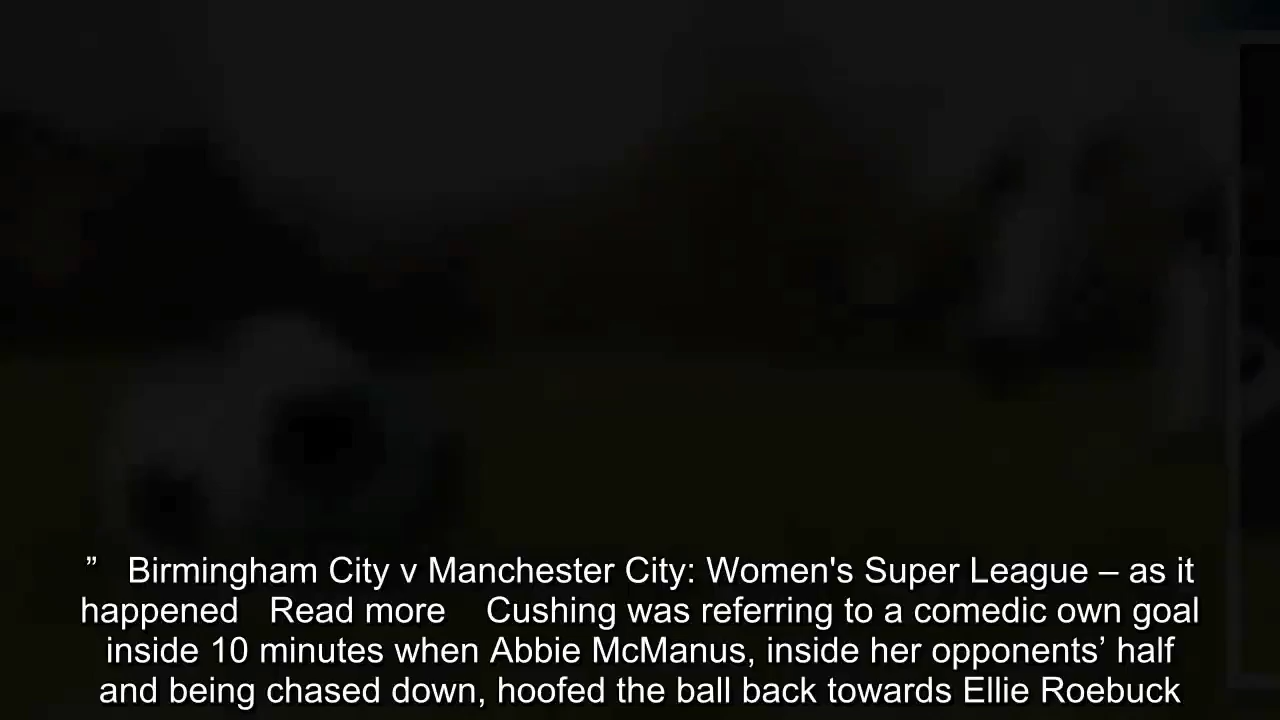 ”   Birmingham City v Manchester City: Women's Super League – as it
happened   Read more    Cushing was referring to a comedic own goal
inside 10 minutes when Abbie McManus, inside her opponents’ half
and being chased down, hoofed the ball back towards Ellie Roebuck